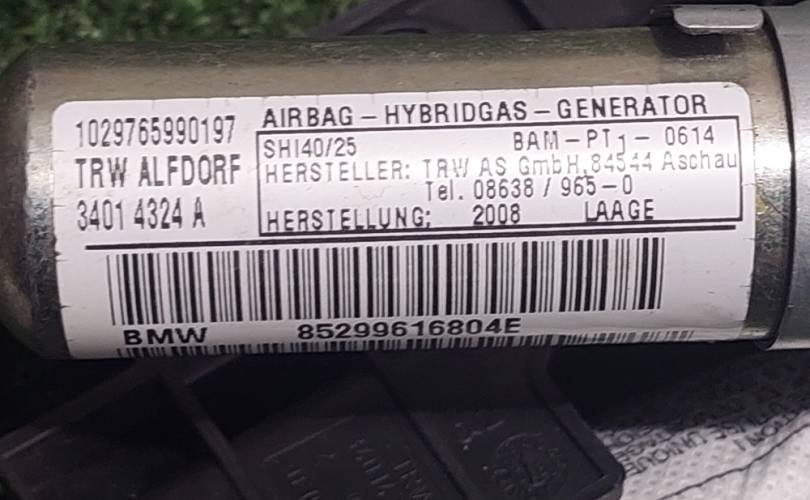 1029765990197
TRW ALFDORF
3401 4324 A
AIRBAG - HYBRIDGAS - GENERATOR
SHI40/25 BAM-PT1- 0614
HERSTELLER: TRW AS GmbH, 84544 Aschau
Tel. 08638 / 965-0
HERSTELLUNG: 2008 LAAGE
BMW 85299616804E